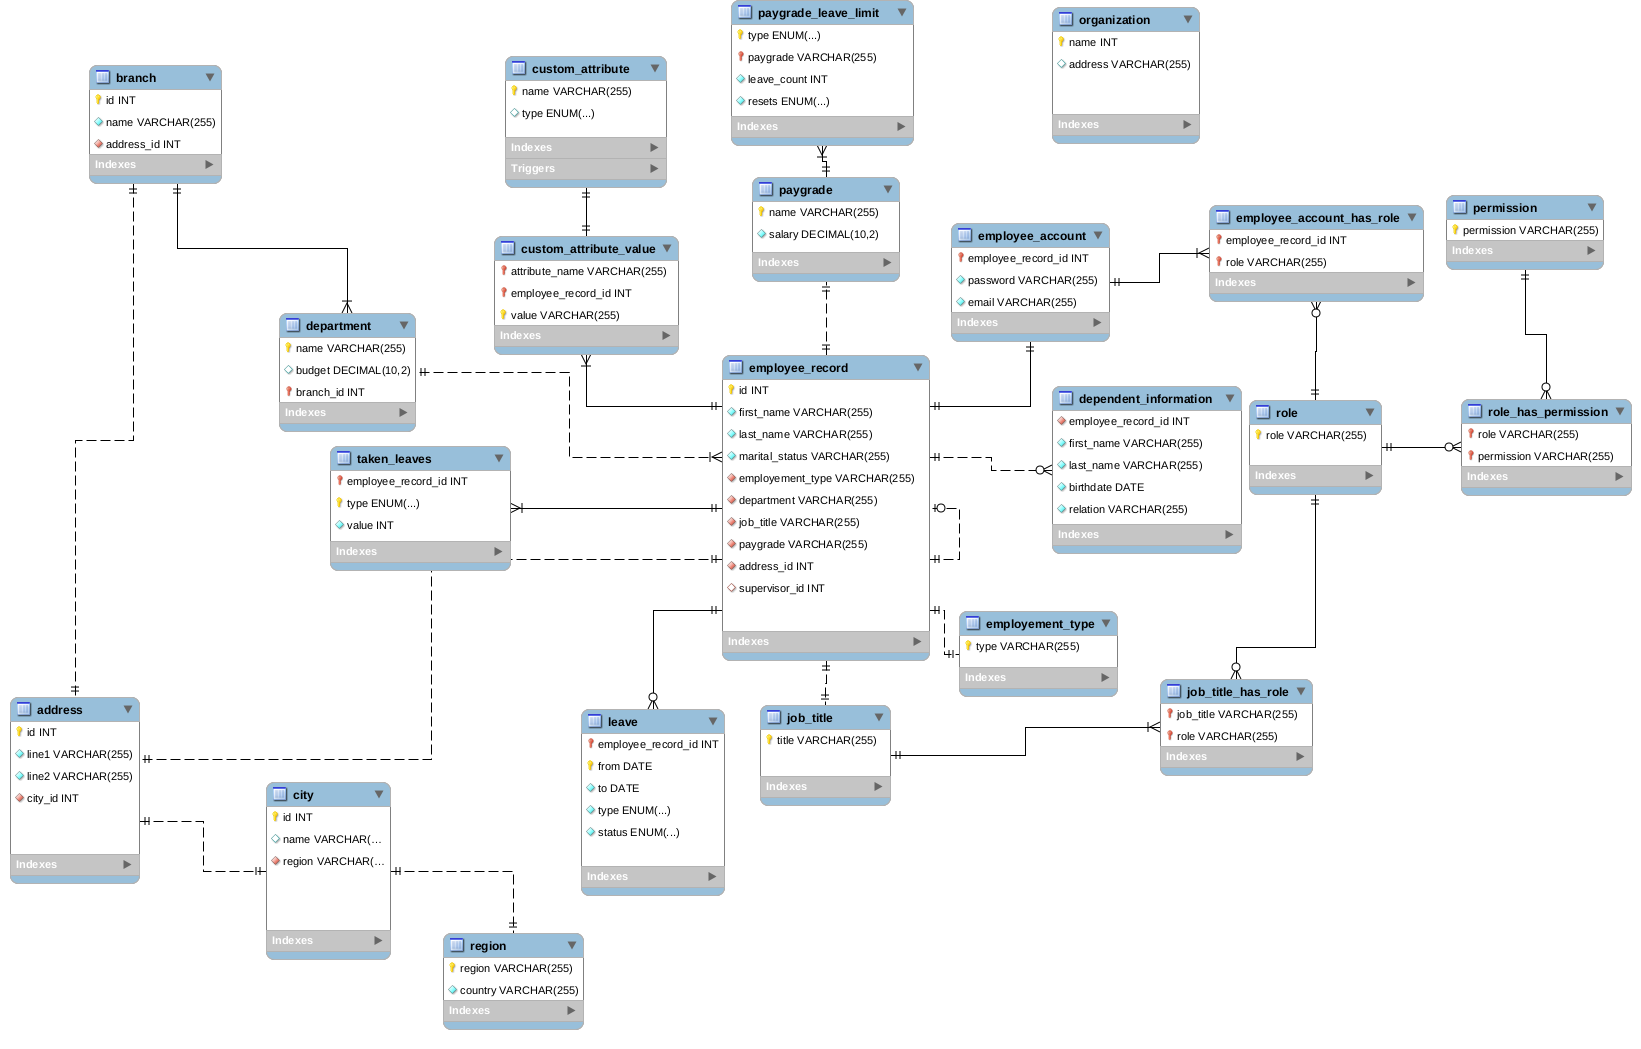 paygrade_leave_limit
type ENUM(...)
paygrade VARCHAR(255)
leave_count INT
resets ENUM(...)
Indexes
organization
name INT
address VARCHAR(255)
Indexes
branch
id INT
name VARCHAR(255)
address_id INT
Indexes
custom_attribute
name VARCHAR(255)
type ENUM(...)
Indexes
Triggers
paygrade
name VARCHAR(255)
salary DECIMAL(10,2)
Indexes
employee_account
employee_record_id INT
password VARCHAR(255)
email VARCHAR(255)
Indexes
employee_account_has_role
employee_record_id INT
role VARCHAR(255)
Indexes
permission
permission VARCHAR(255)
Indexes
custom_attribute_value
attribute_name VARCHAR(255)
employee_record_id INT
value VARCHAR(255)
Indexes
department
name VARCHAR(255)
budget DECIMAL(10,2)
branch_id INT
Indexes
employee_record
id INT
first_name VARCHAR(255)
last_name VARCHAR(255)
marital_status VARCHAR(255)
employement_type VARCHAR(255)
department VARCHAR(255)
job_title VARCHAR(255)
paygrade VARCHAR(255)
address_id INT
supervisor_id INT
Indexes
dependent_information
employee_record_id INT
first_name VARCHAR(255)
last_name VARCHAR(255)
birthdate DATE
relation VARCHAR(255)
Indexes
role
role VARCHAR(255)
Indexes
role_has_permission
role VARCHAR(255)
permission VARCHAR(255)
Indexes
taken_leaves
employee_record_id INT
type ENUM(...)
value INT
Indexes
employement_type
type VARCHAR(255)
Indexes
address
id INT
line1 VARCHAR(255)
line2 VARCHAR(255)
city_id INT
Indexes
leave
employee_record_id INT
from DATE
to DATE
type ENUM(...)
status ENUM(...)
Indexes
job_title
title VARCHAR(255)
Indexes
job_title_has_role
job_title VARCHAR(255)
role VARCHAR(255)
Indexes
city
id INT
name VARCHAR(...
region VARCHAR(...
Indexes
region
region VARCHAR(255)
country VARCHAR(255)
Indexes